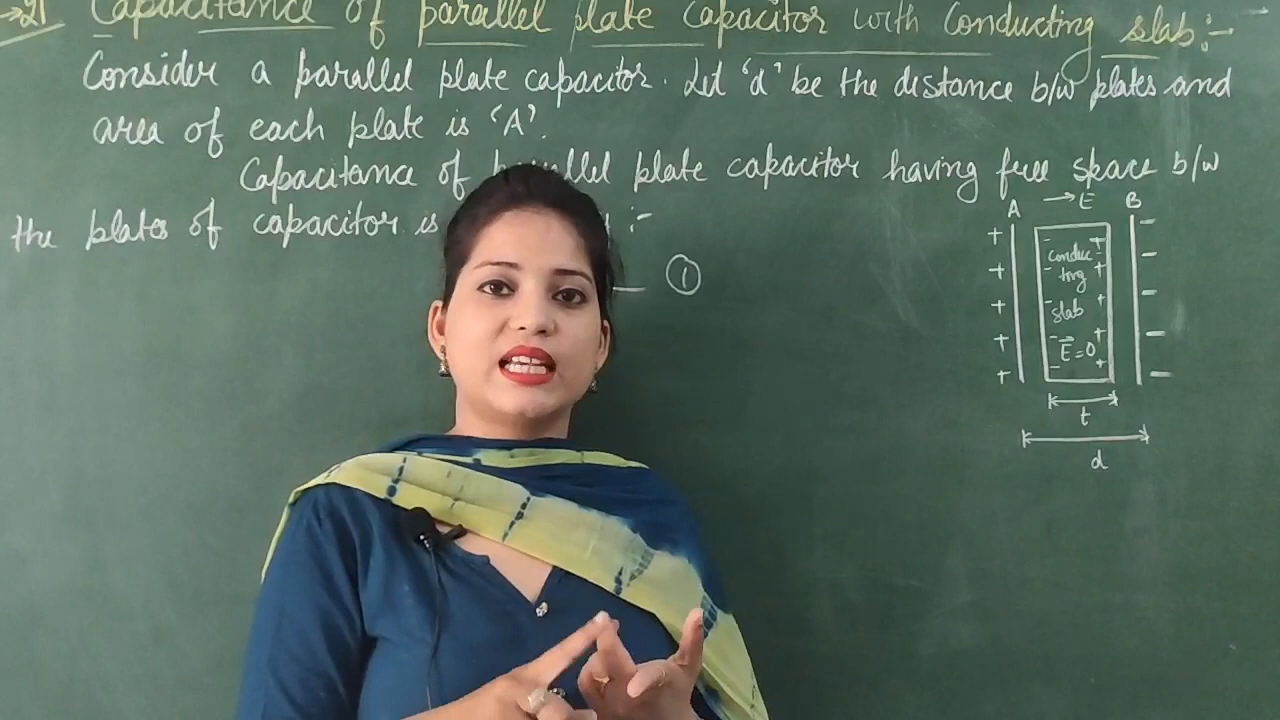 → 21 Capacitance of parallel plate capacitor with conducting slab:-
Consider a parallel plate capacitor. Let 'd' be the distance b/w plates and
area of each plate is 'A'.
Capacitance of parallel plate capacitor having free space b/w
the plates of capacitor is :-
①
→ E
A B
conduc-
ting
slab
E⃗=0
t
d